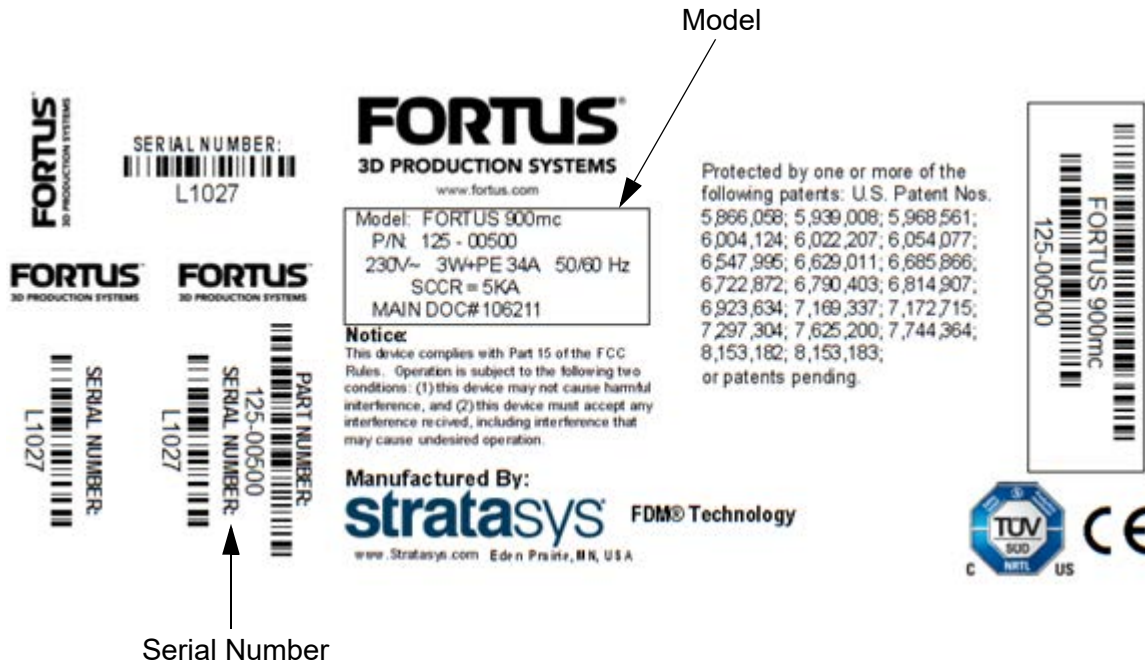 Model
FORTUS
3D PRODUCTION SYSTEMS
SERIAL NUMBER:
L1027
FORTUS
3D PRODUCTION SYSTEMS
SERIAL NUMBER:
L1027
FORTUS
3D PRODUCTION SYSTEMS
PART NUMBER:
125-00500
SERIAL NUMBER:
L1027
FORTUS®
3D PRODUCTION SYSTEMS
www.fortus.com
Model: FORTUS 900mc
P/N: 125 - 00500
230V~ 3W+PE 34A 50/60 Hz
SCCR = 5KA
MAIN DOC# 106211
Notice:
This device complies with Part 15 of the FCC
Rules. Operation is subject to the following two
conditions: (1) this device may not cause harmful
interference, and (2) this device must accept any
interference recived, including interference that
may cause undesired operation.
Manufactured By:
stratasys
FDM® Technology
www.Stratasys.com Eden Prairie, MN, USA
Protected by one or more of the
following patents: U.S. Patent Nos.
5,866,058; 5,939,008; 5,968,561;
6,004,124; 6,022,207; 6,054,077;
6,547,995; 6,629,011; 6,685,866;
6,722,872; 6,790,403; 6,814,907;
6,923,634; 7,169,337; 7,172,715;
7,297,304; 7,625,200; 7,744,364;
8,153,182; 8,153,183;
or patents pending.
FORTUS 900mc
125-00500
TÜV
SÜD
NRTL
C US
CE
Serial Number